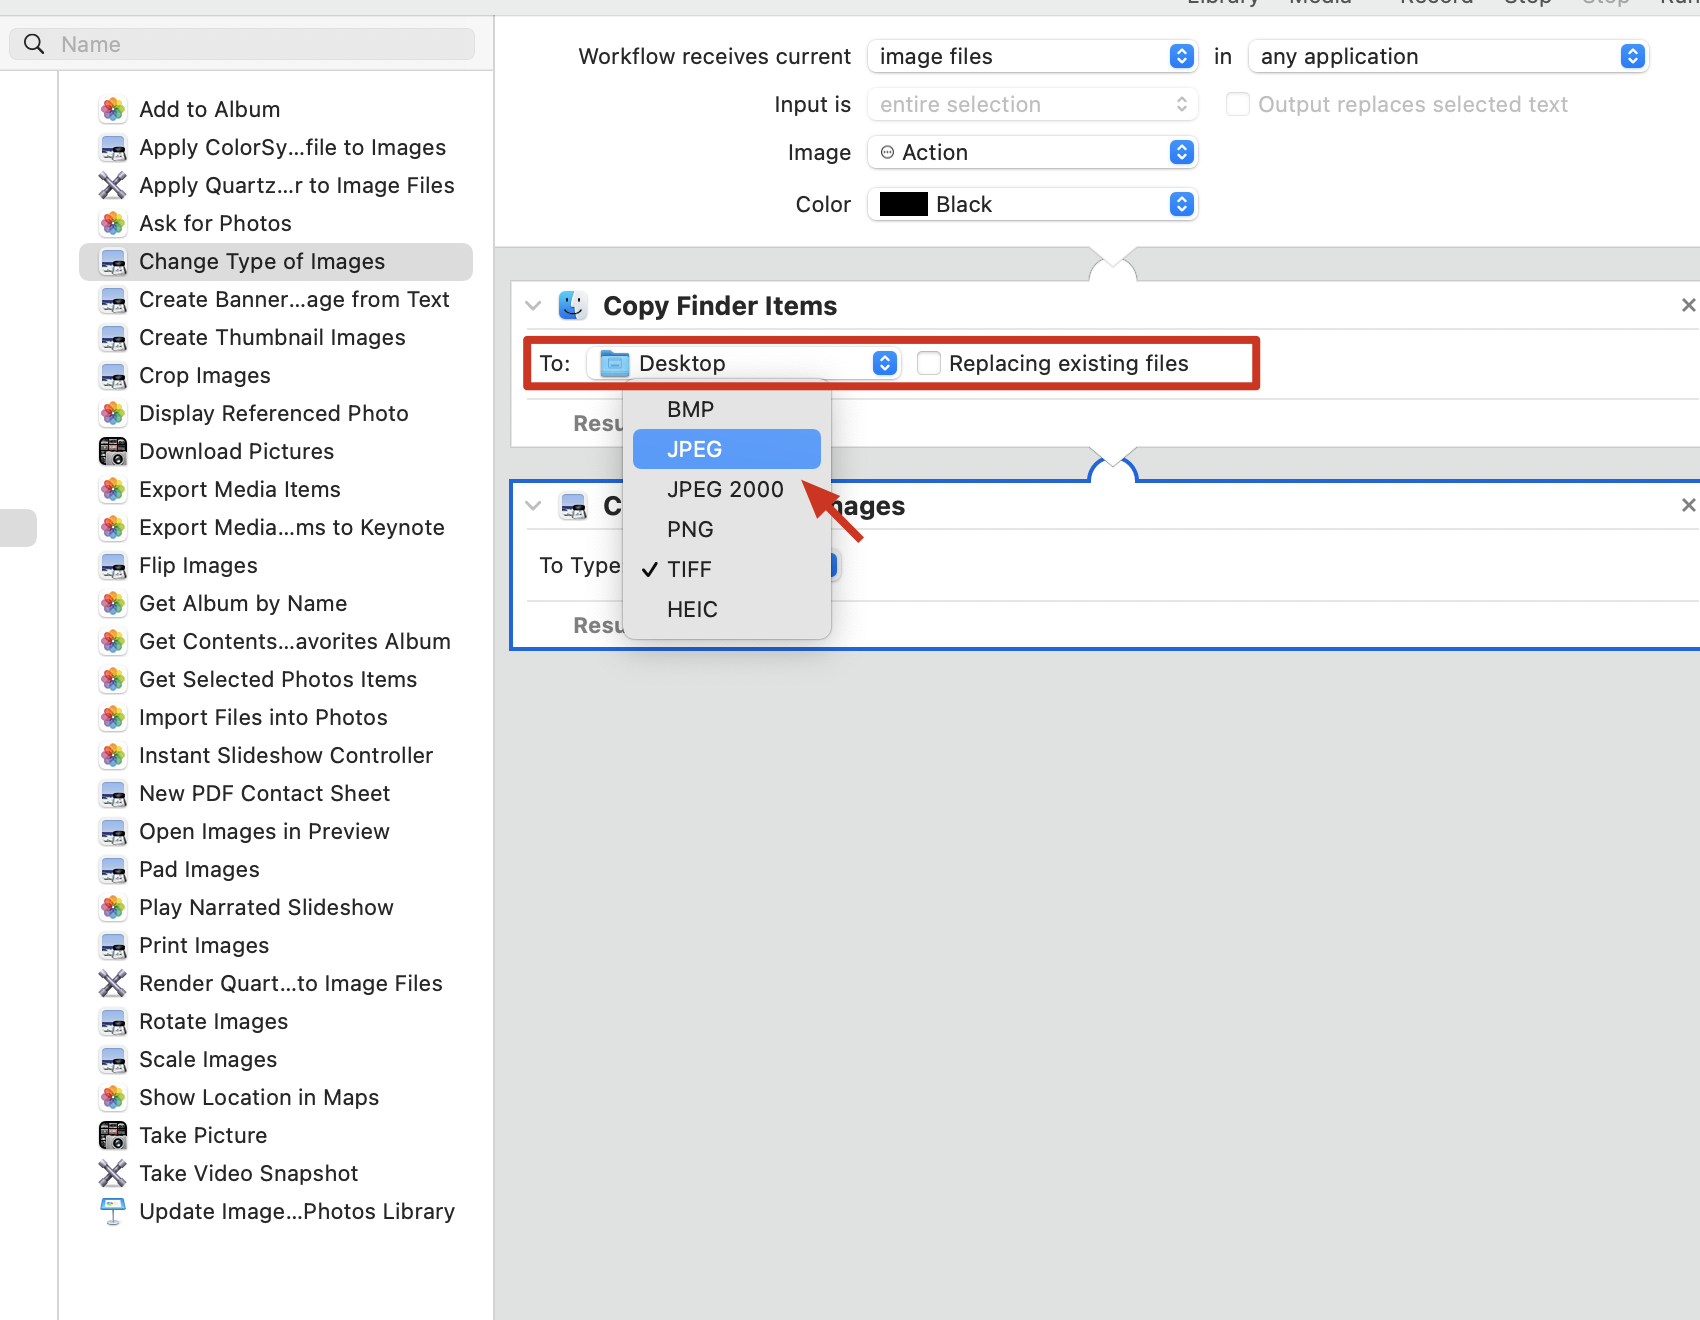 Name
Add to Album
Apply ColorSy...file to Images
Apply Quartz...r to Image Files
Ask for Photos
Change Type of Images
Create Banner...age from Text
Create Thumbnail Images
Crop Images
Display Referenced Photo
Download Pictures
Export Media Items
Export Media...ms to Keynote
Flip Images
Get Album by Name
Get Contents...avorites Album
Get Selected Photos Items
Import Files into Photos
Instant Slideshow Controller
New PDF Contact Sheet
Open Images in Preview
Pad Images
Play Narrated Slideshow
Print Images
Render Quart...to Image Files
Rotate Images
Scale Images
Show Location in Maps
Take Picture
Take Video Snapshot
Update Image...Photos Library
Library Media Record Step Stop
Workflow receives current image files in any application
Input is entire selection Output replaces selected text
Image Action
Color Black
Copy Finder Items
To: Desktop Replacing existing files
Resu
BMP
JPEG
JPEG 2000
PNG
TIFF
HEIC
C ages
To Type
Resu